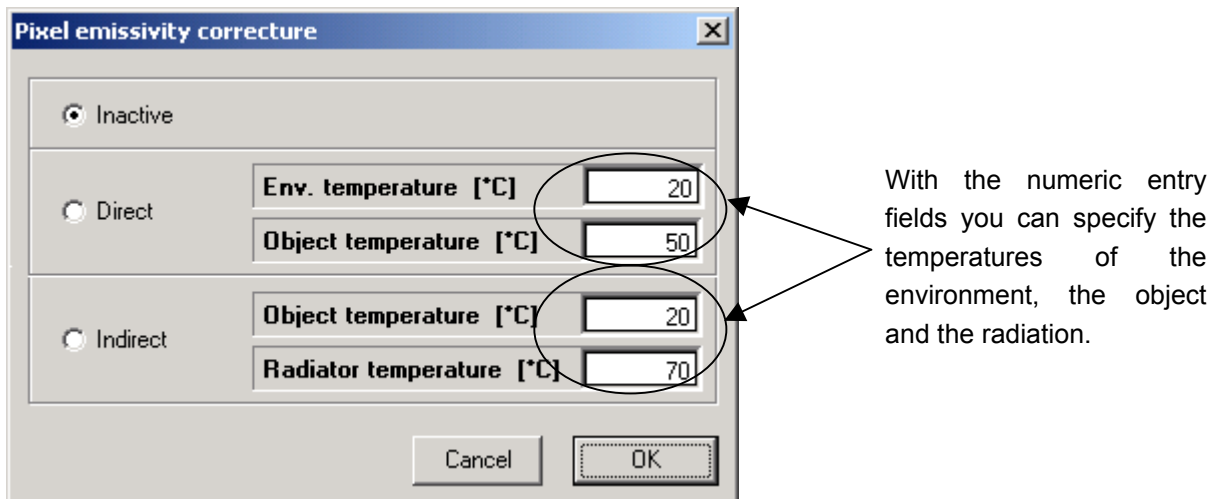 Pixel emissivity correcture
Inactive
Direct
Env. temperature [°C]
20
Object temperature [°C]
50
Indirect
Object temperature [°C]
20
Radiator temperature [°C]
70
Cancel
OK
With the numeric entry
fields you can specify the
temperatures of the
environment, the object
and the radiation.